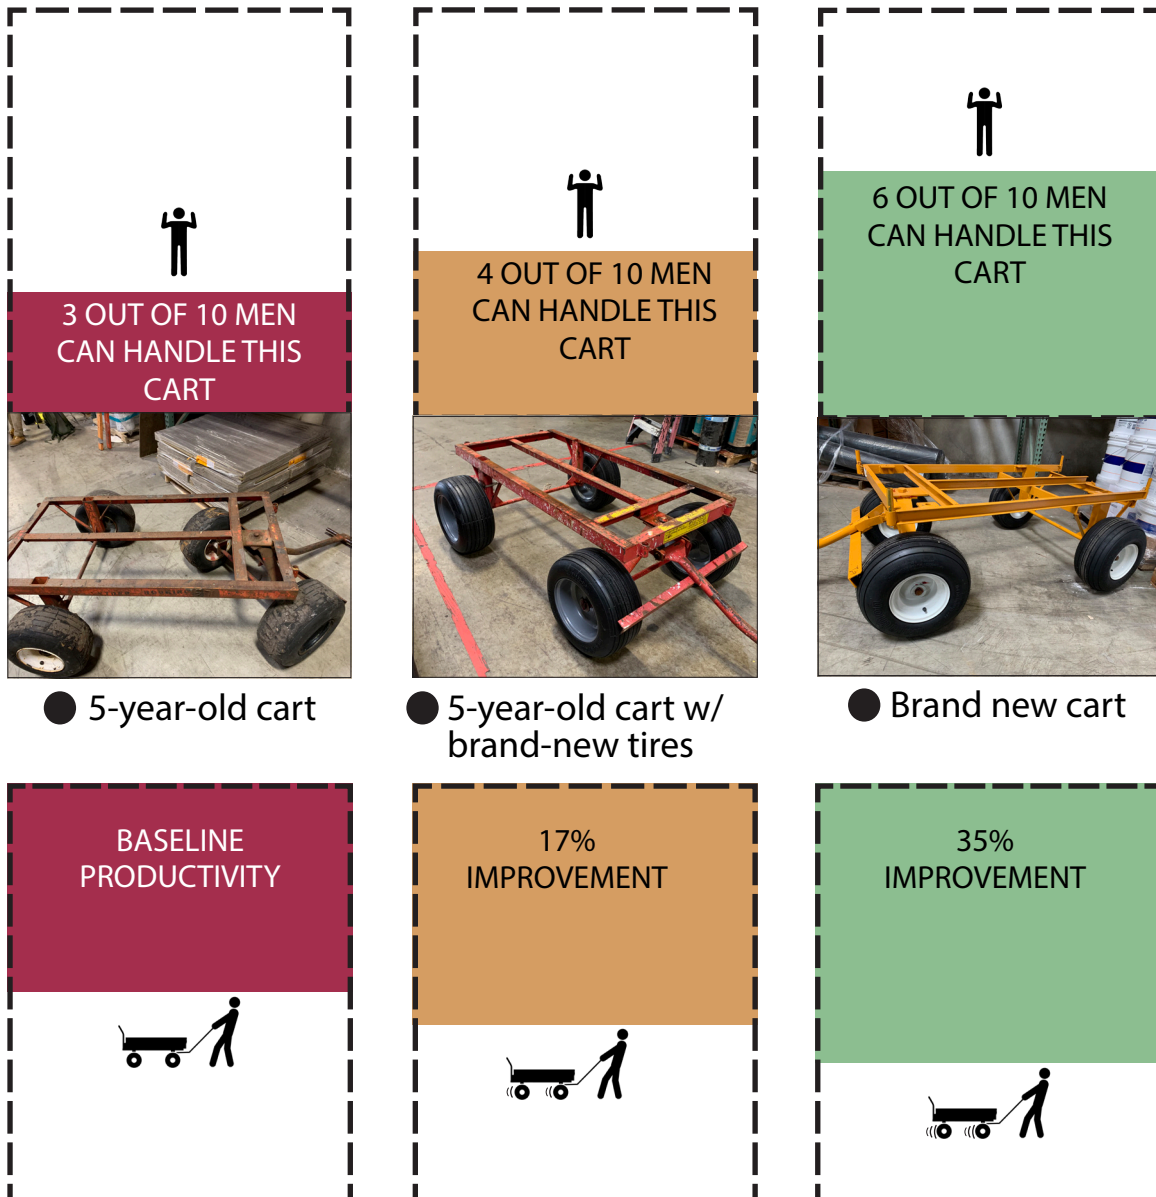 3 OUT OF 10 MEN
CAN HANDLE THIS
CART
4 OUT OF 10 MEN
CAN HANDLE THIS
CART
6 OUT OF 10 MEN
CAN HANDLE THIS
CART
5-year-old cart
5-year-old cart w/
brand-new tires
Brand new cart
BASELINE
PRODUCTIVITY
17%
IMPROVEMENT
35%
IMPROVEMENT